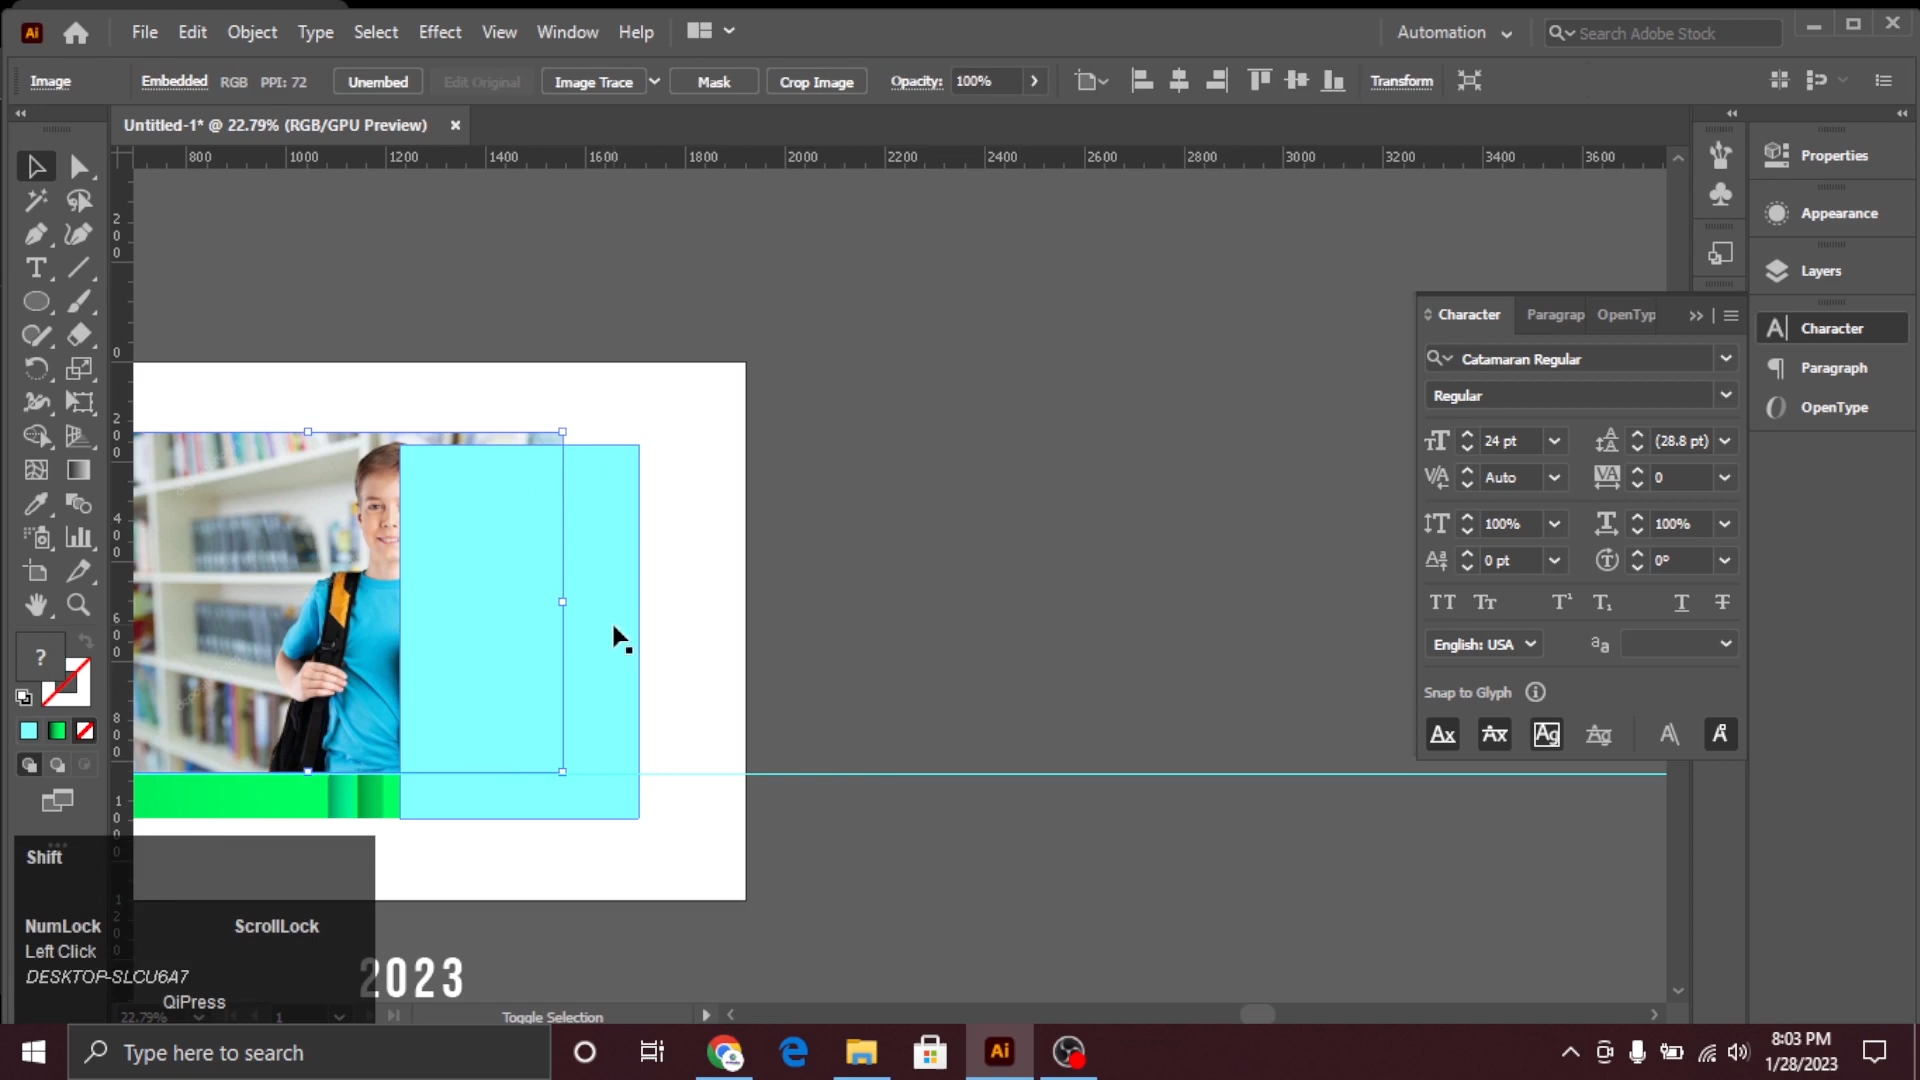 Ai File Edit Object Type Select Effect View Window Help Automation Search Adobe Stock
Image Embedded RGB PPI: 72 Unembed Edit Original Image Trace Mask Crop Image Opacity: 100% Transform
Untitled-1* @ 22.79% (RGB/GPU Preview)
800 1000 1200 1400 1600 1800 2000 2200 2400 2600 2800 3000 3200 3400 3600
Properties
Appearance
Layers
Character
Paragraph
OpenType
Character Paragrap OpenTyp
Catamaran Regular
Regular
24 pt (28.8 pt)
Auto 0
100% 100%
0 pt 0°
English: USA
Snap to Glyph
?
Shift
NumLock ScrollLock
Left Click
DESKTOP-SLCU6A7
QiPress
2023
22.79% 1 Toggle Selection
Type here to search
Ai
8:03 PM
1/28/2023